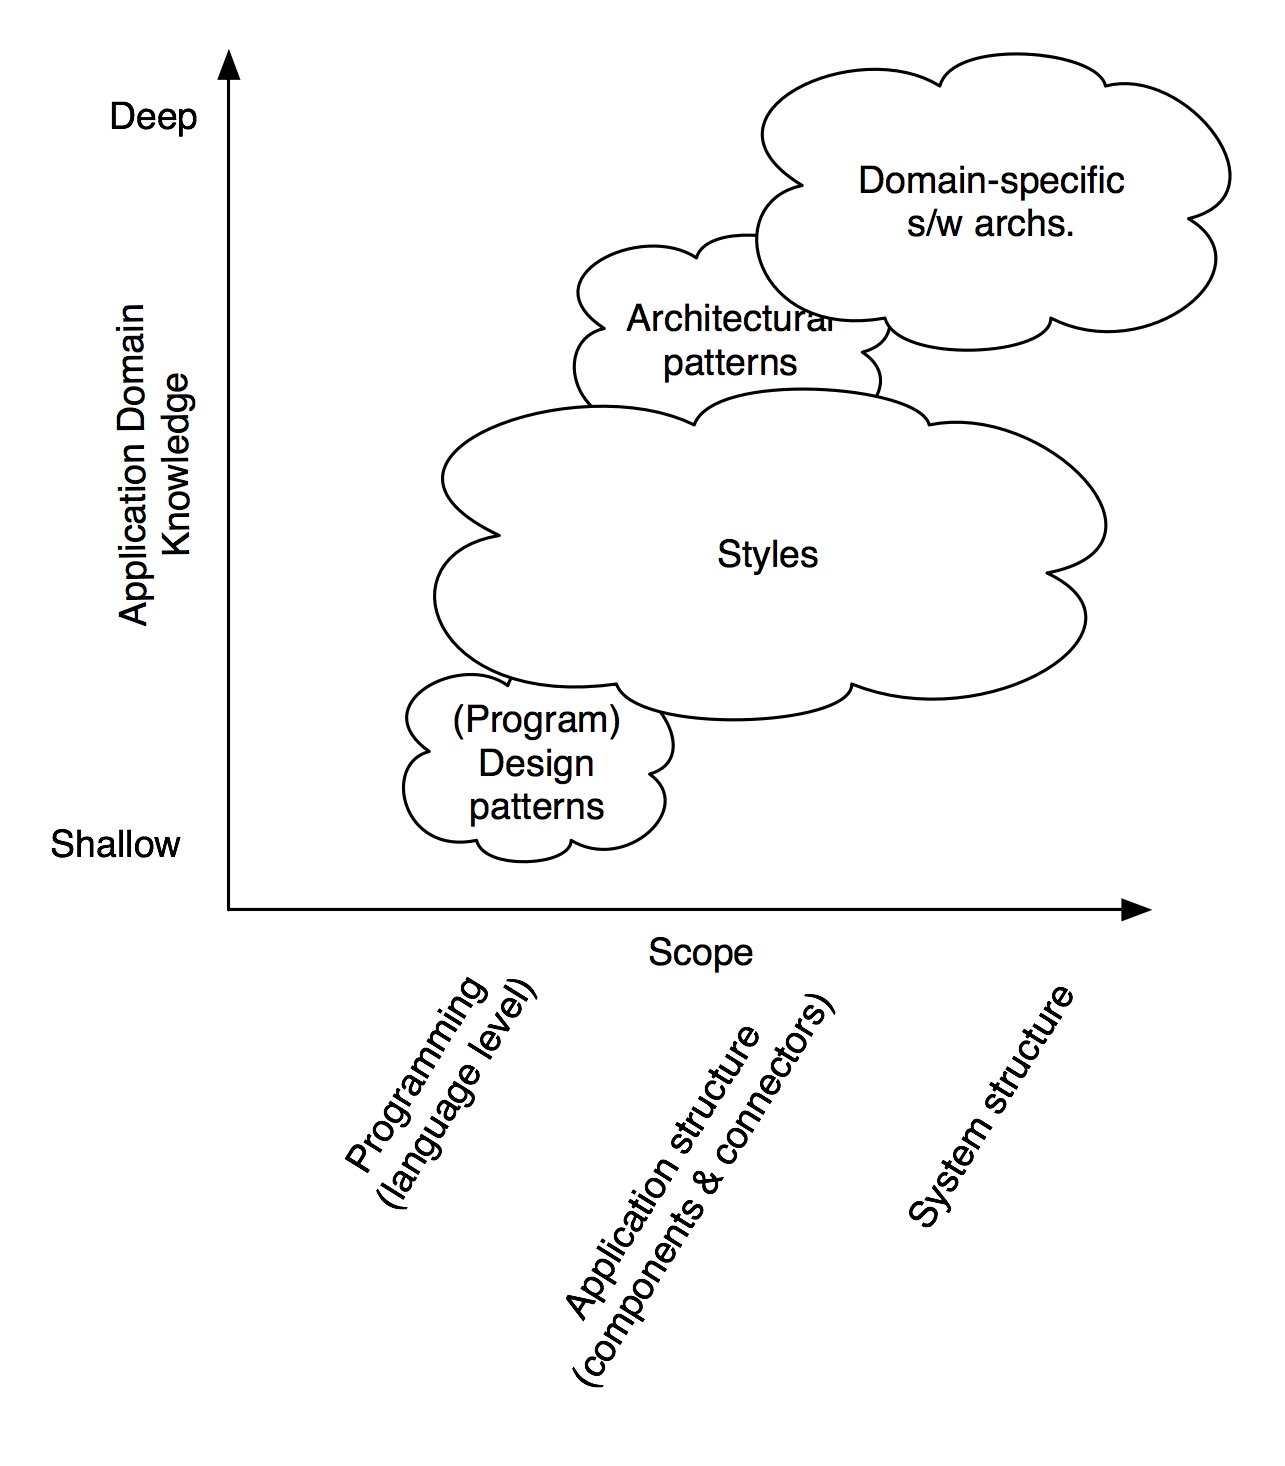 Deep
Domain-specific
s/w archs.
Architectural
patterns
Application Domain
Knowledge
Styles
(Program)
Design
patterns
Shallow
Scope
Programming
(language level)
Application structure
(components & connectors)
System structure